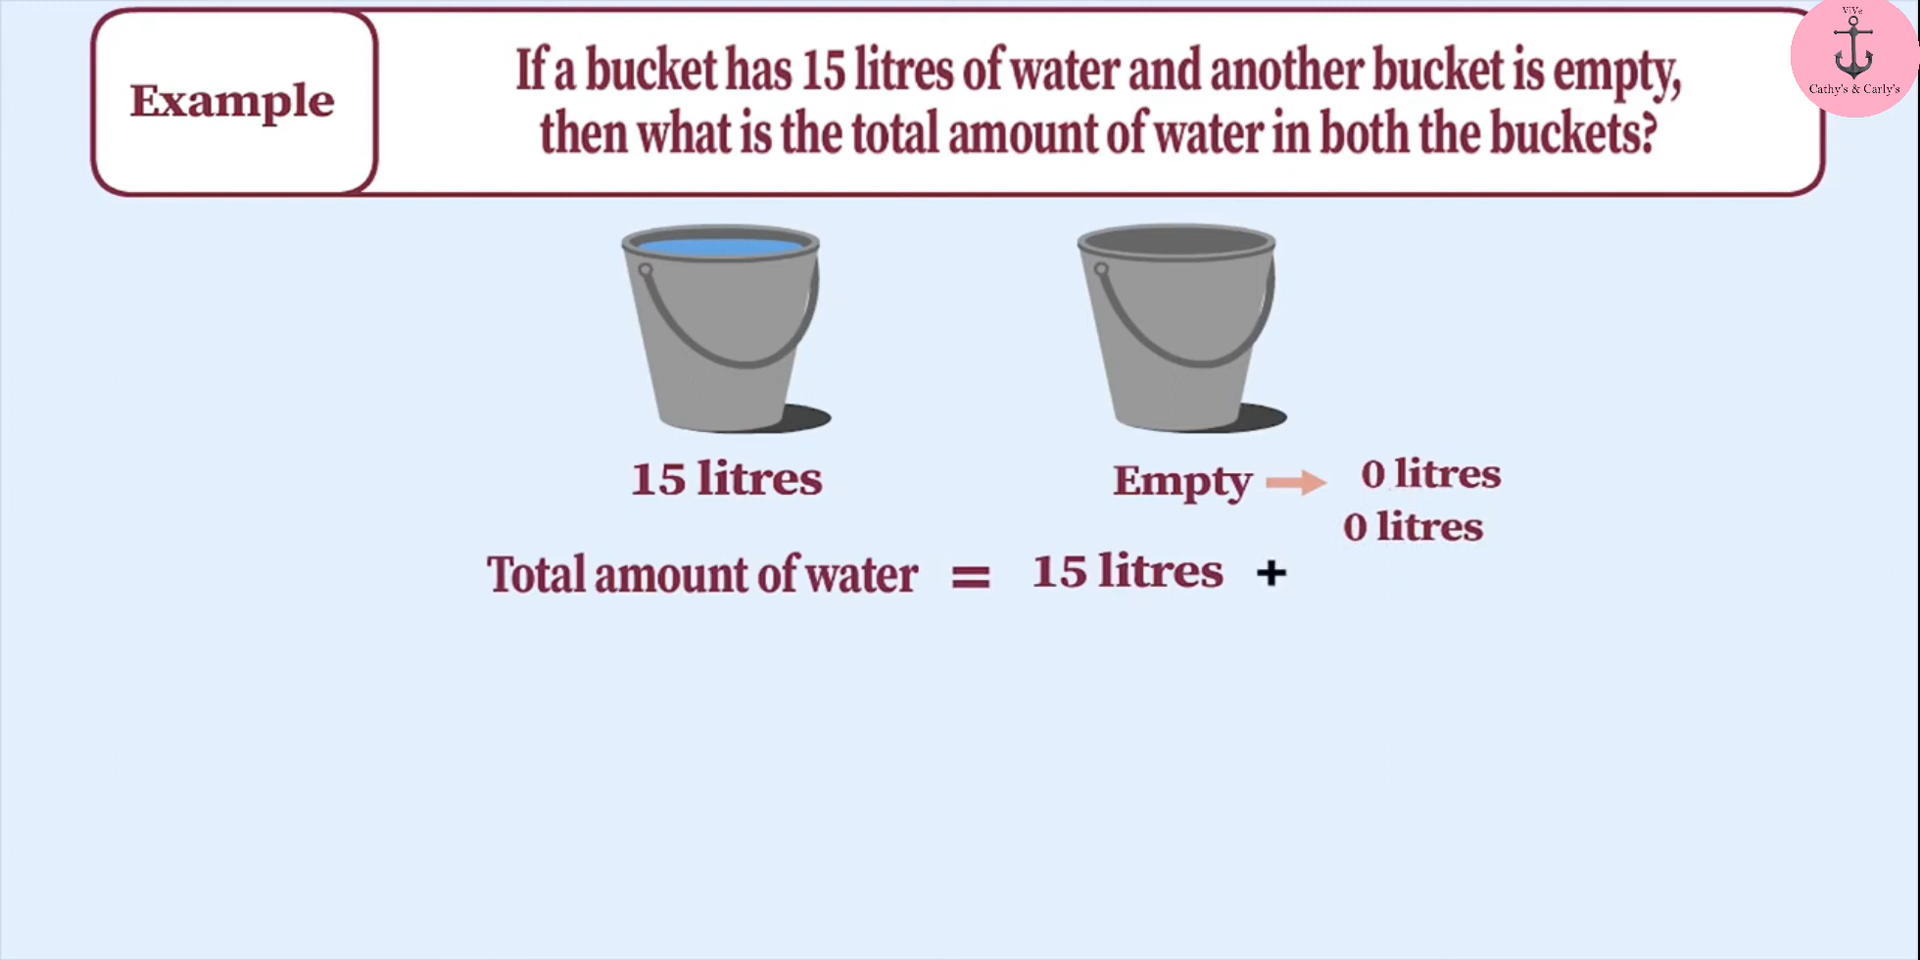 ViVe
Cathy's & Carly's
Example
If a bucket has 15 litres of water and another bucket is empty,
then what is the total amount of water in both the buckets?
15 litres
Empty → 0 litres
0 litres
Total amount of water = 15 litres +